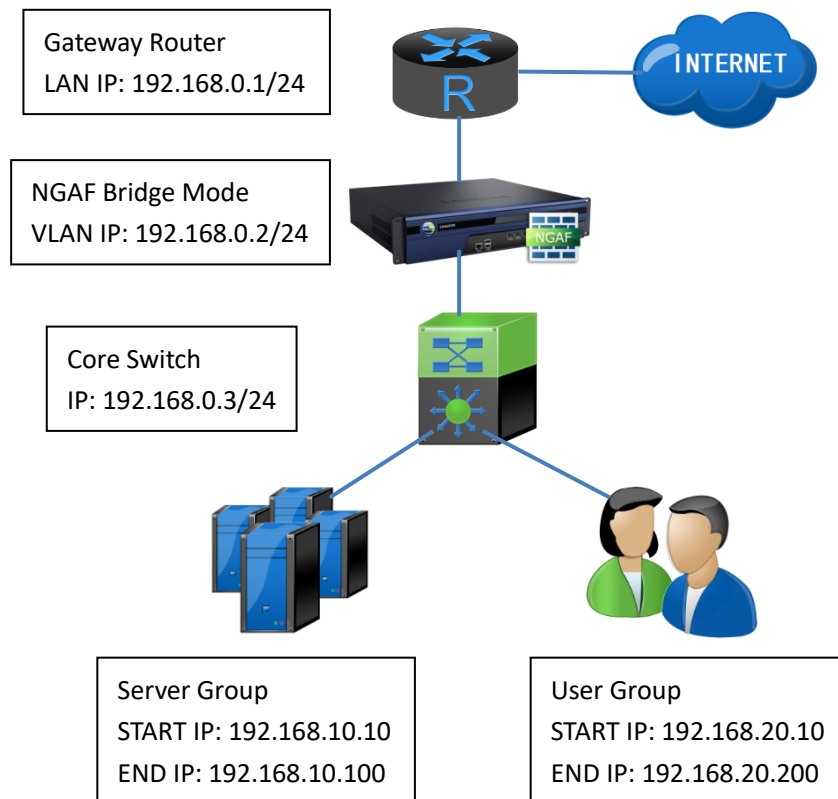 Gateway Router
LAN IP: 192.168.0.1/24
INTERNET
R
NGAF Bridge Mode
VLAN IP: 192.168.0.2/24
NGAF
Core Switch
IP: 192.168.0.3/24
Server Group
START IP: 192.168.10.10
END IP: 192.168.10.100
User Group
START IP: 192.168.20.10
END IP: 192.168.20.200